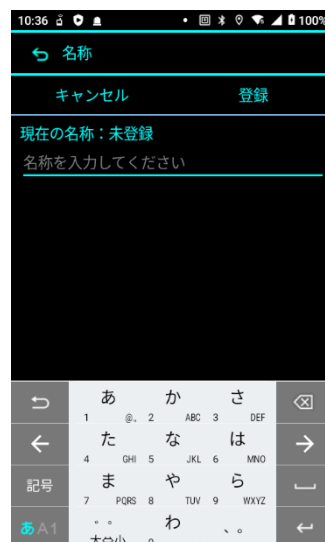 10:36 100%
名称
キャンセル 登録
現在の名称：未登録
名称を入力してください
あ か さ
1 @., 2 ABC 3 DEF
た な は
4 GHI 5 JKL 6 MNO
ま や ら
記号
7 PQRS 8 TUV 9 WXYZ
わ 、。
あA1